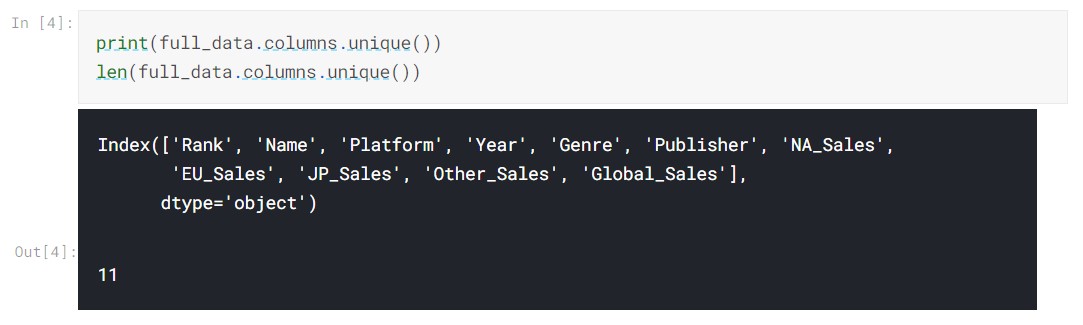 In [4]:
print(full_data.columns.unique())
len(full_data.columns.unique())
Index(['Rank', 'Name', 'Platform', 'Year', 'Genre', 'Publisher', 'NA_Sales',
       'EU_Sales', 'JP_Sales', 'Other_Sales', 'Global_Sales'],
      dtype='object')
Out[4]:
11